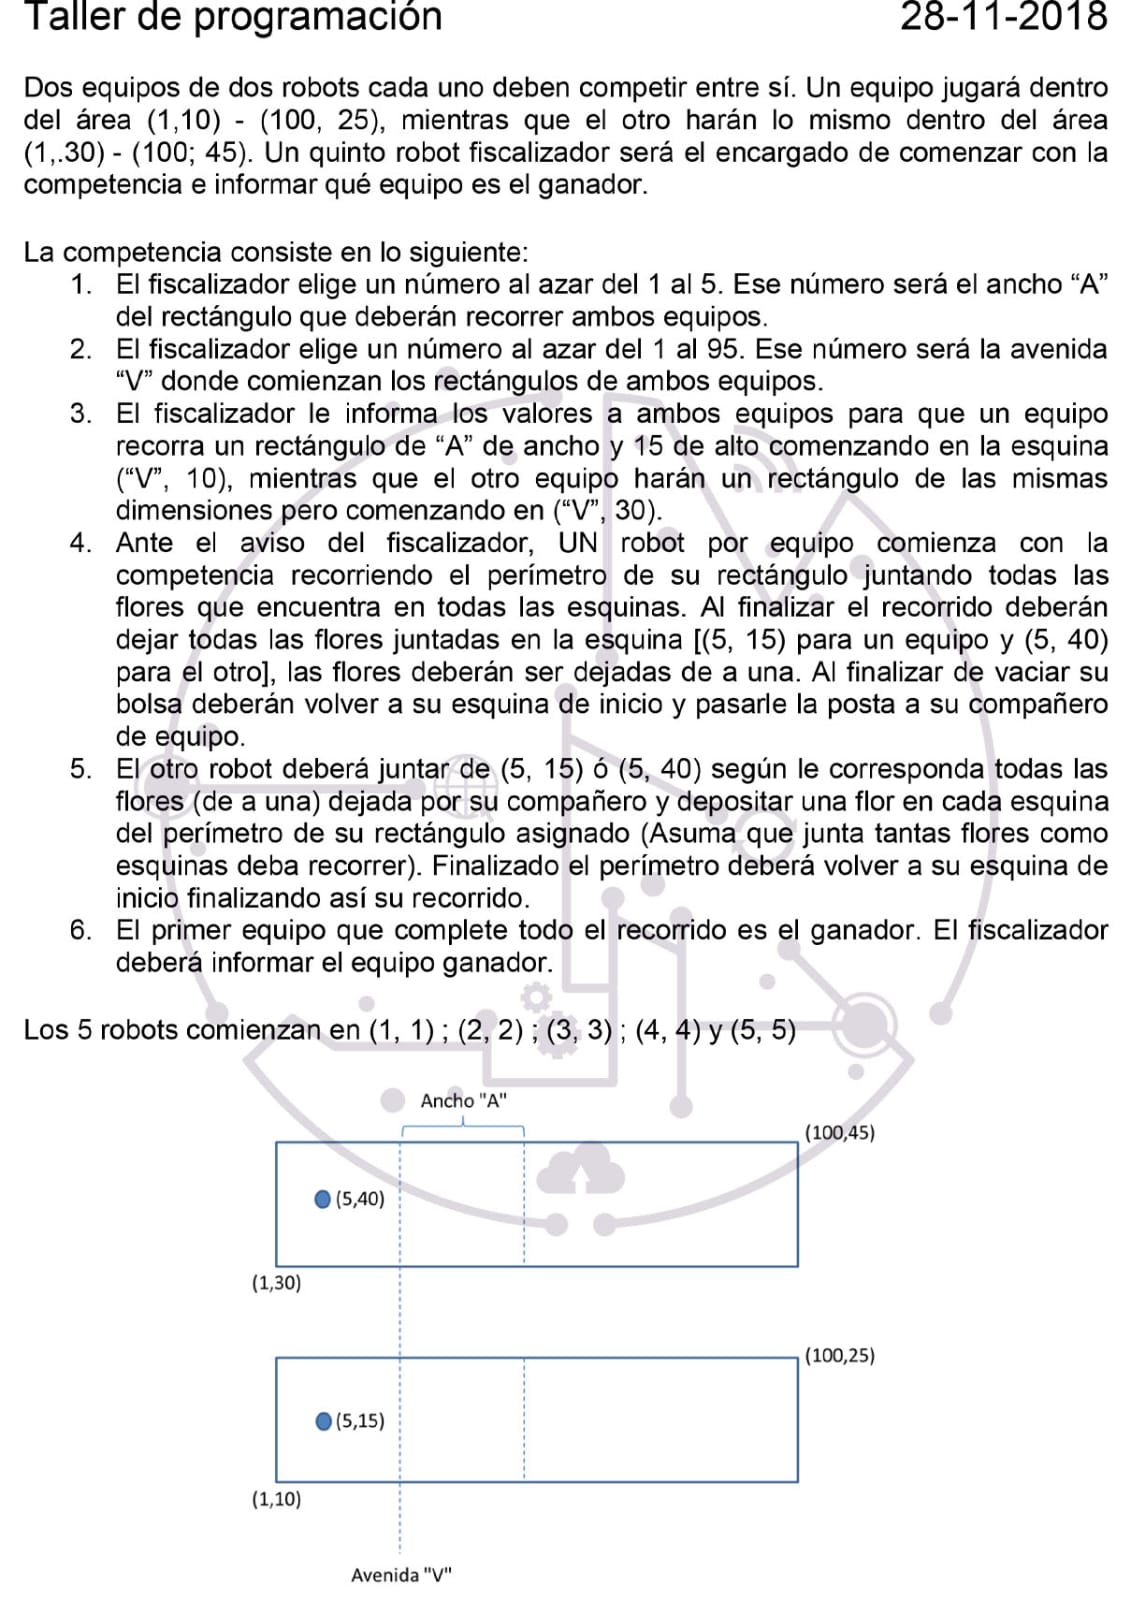 Taller de programación 28-11-2018
Dos equipos de dos robots cada uno deben competir entre sí. Un equipo jugará dentro
del área (1,10) - (100, 25), mientras que el otro harán lo mismo dentro del área
(1,.30) - (100; 45). Un quinto robot fiscalizador será el encargado de comenzar con la
competencia e informar qué equipo es el ganador.
La competencia consiste en lo siguiente:
1. El fiscalizador elige un número al azar del 1 al 5. Ese número será el ancho “A”
del rectángulo que deberán recorrer ambos equipos.
2. El fiscalizador elige un número al azar del 1 al 95. Ese número será la avenida
“V” donde comienzan los rectángulos de ambos equipos.
3. El fiscalizador le informa los valores a ambos equipos para que un equipo
recorra un rectángulo de “A” de ancho y 15 de alto comenzando en la esquina
(“V”, 10), mientras que el otro equipo harán un rectángulo de las mismas
dimensiones pero comenzando en (“V”, 30).
4. Ante el aviso del fiscalizador, UN robot por equipo comienza con la
competencia recorriendo el perímetro de su rectángulo juntando todas las
flores que encuentra en todas las esquinas. Al finalizar el recorrido deberán
dejar todas las flores juntadas en la esquina [(5, 15) para un equipo y (5, 40)
para el otro], las flores deberán ser dejadas de a una. Al finalizar de vaciar su
bolsa deberán volver a su esquina de inicio y pasarle la posta a su compañero
de equipo.
5. El otro robot deberá juntar de (5, 15) ó (5, 40) según le corresponda todas las
flores (de a una) dejada por su compañero y depositar una flor en cada esquina
del perímetro de su rectángulo asignado (Asuma que junta tantas flores como
esquinas deba recorrer). Finalizado el perímetro deberá volver a su esquina de
inicio finalizando así su recorrido.
6. El primer equipo que complete todo el recorrido es el ganador. El fiscalizador
deberá informar el equipo ganador.
Los 5 robots comienzan en (1, 1) ; (2, 2) ; (3, 3) ; (4, 4) y (5, 5)
Ancho "A"
(100,45)
(5,40)
(1,30)
(100,25)
(5,15)
(1,10)
Avenida "V"